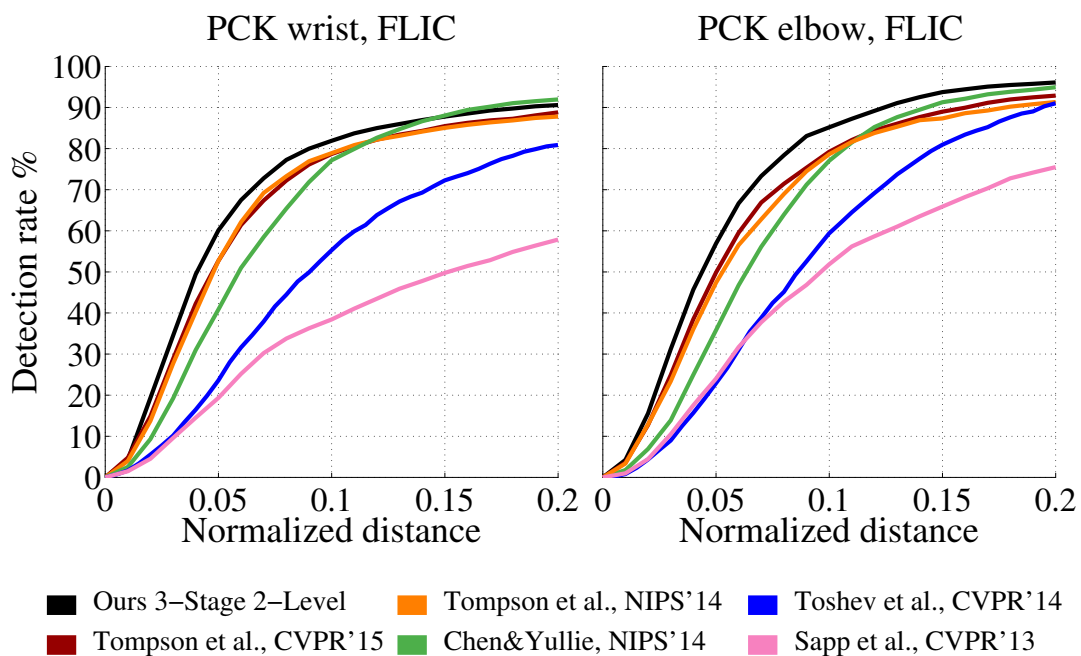 PCK wrist, FLIC
PCK elbow, FLIC
Detection rate %
100
90
80
70
60
50
40
30
20
10
0
0 0.05 0.1 0.15 0.2
0 0.05 0.1 0.15 0.2
Normalized distance
Normalized distance
Ours 3−Stage 2−Level
Tompson et al., NIPS'14
Toshev et al., CVPR'14
Tompson et al., CVPR'15
Chen&Yullie, NIPS'14
Sapp et al., CVPR'13